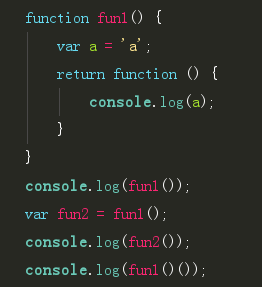 function fun1() {
    var a = 'a';
    return function () {
        console.log(a);
    }
}
console.log(fun1());
var fun2 = fun1();
console.log(fun2());
console.log(fun1()());